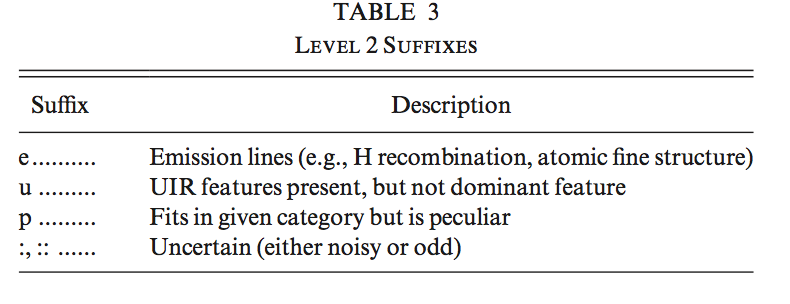 TABLE 3
LEVEL 2 SUFFIXES
Suffix Description
e.......... Emission lines (e.g., H recombination, atomic fine structure)
u ......... UIR features present, but not dominant feature
p ......... Fits in given category but is peculiar
:, :: ...... Uncertain (either noisy or odd)